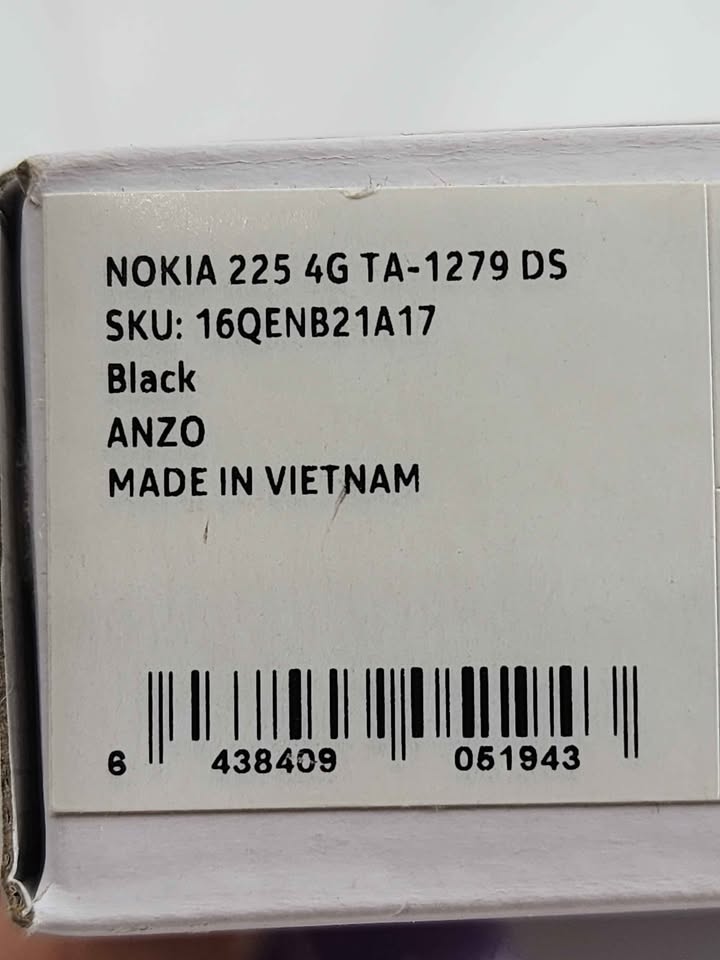 NOKIA 225 4G TA-1279 DS
SKU: 16QENB21A17
Black
ANZO
MADE IN VIETNAM
6 438409 051943